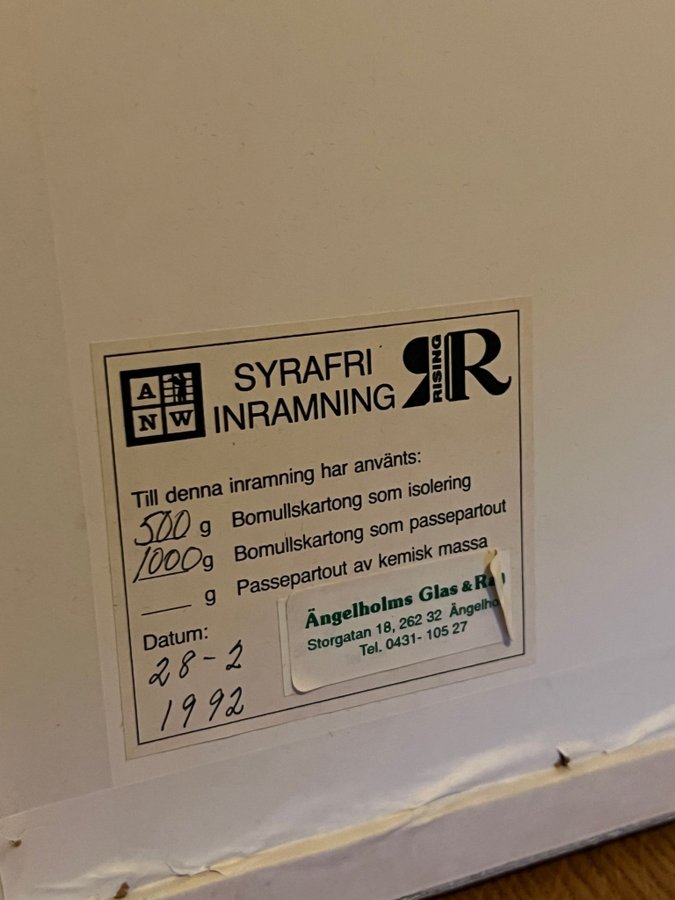 A
N W
SYRAFRI
INRAMNING
RISING
R
Till denna inramning har använts:
500 g Bomullskartong som isolering
1000 g Bomullskartong som passepartout
____ g Passepartout av kemisk massa
Datum:
28-2
1992
Ängelholms Glas &
Storgatan 18, 262 32
Tel. 0431- 105 27